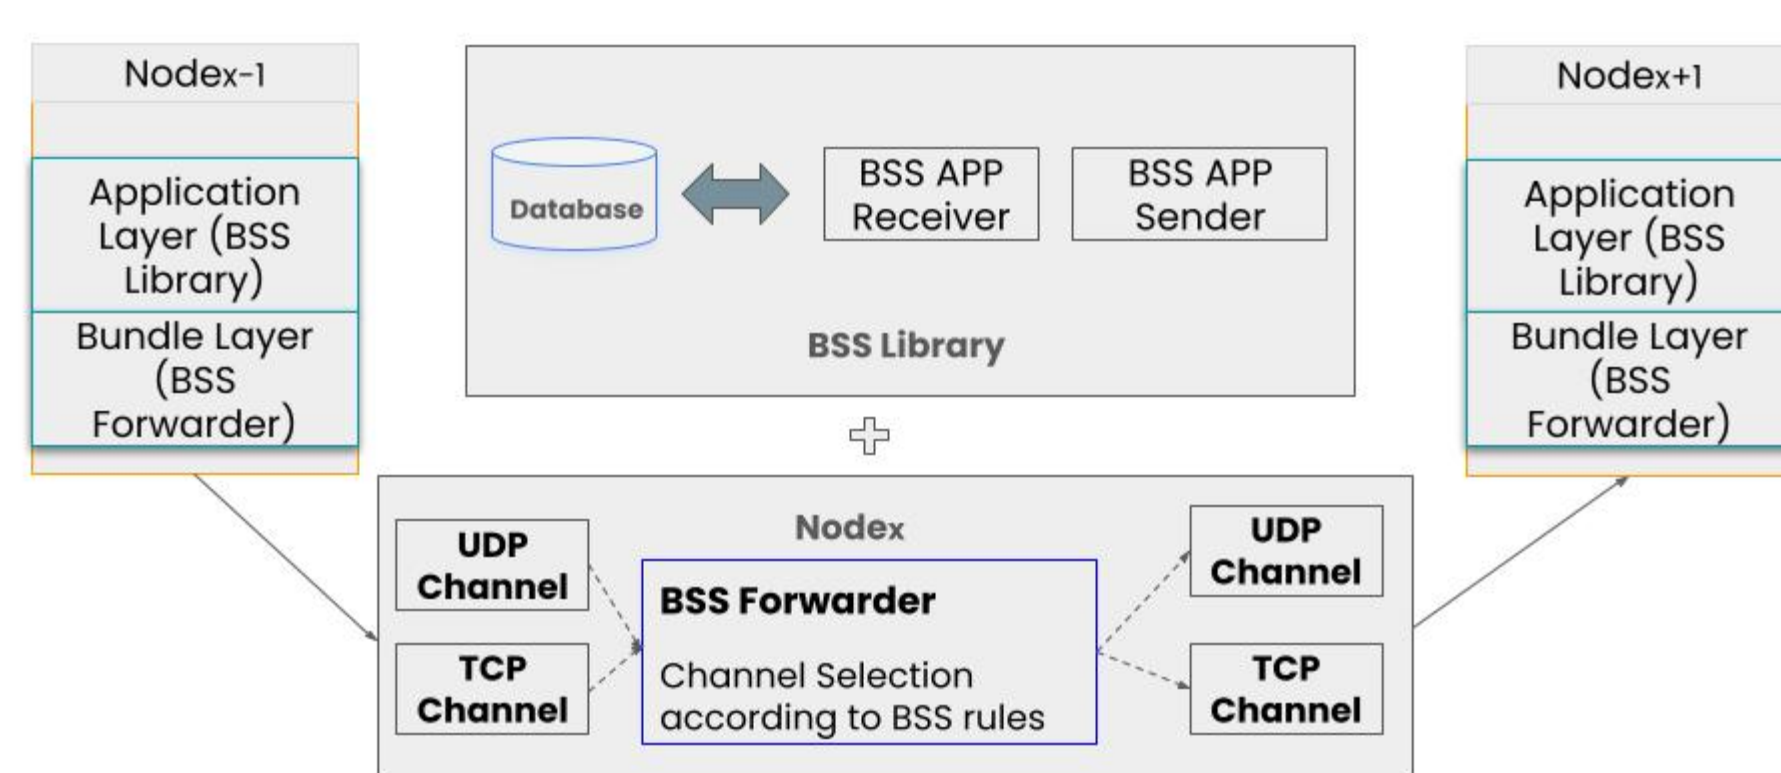 Nodex-1
Application
Layer (BSS
Library)
Bundle Layer
(BSS
Forwarder)
Database
BSS APP
Receiver
BSS APP
Sender
BSS Library
Nodex+1
Application
Layer (BSS
Library)
Bundle Layer
(BSS
Forwarder)
Nodex
UDP
Channel
TCP
Channel
BSS Forwarder
Channel Selection
according to BSS rules
UDP
Channel
TCP
Channel